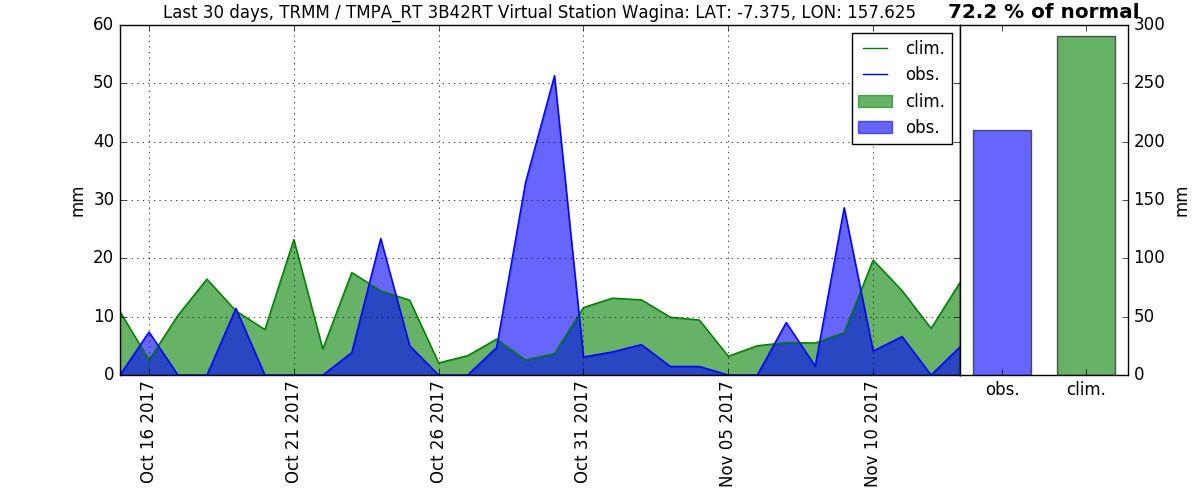 Last 30 days, TRMM / TMPA_RT 3B42RT Virtual Station Wagina: LAT: -7.375, LON: 157.625
72.2 % of normal
60
50
40
30
20
10
0
mm
clim.
obs.
clim.
obs.
Oct 16 2017
Oct 21 2017
Oct 26 2017
Oct 31 2017
Nov 05 2017
Nov 10 2017
300
250
200
150
100
50
0
mm
obs.
clim.